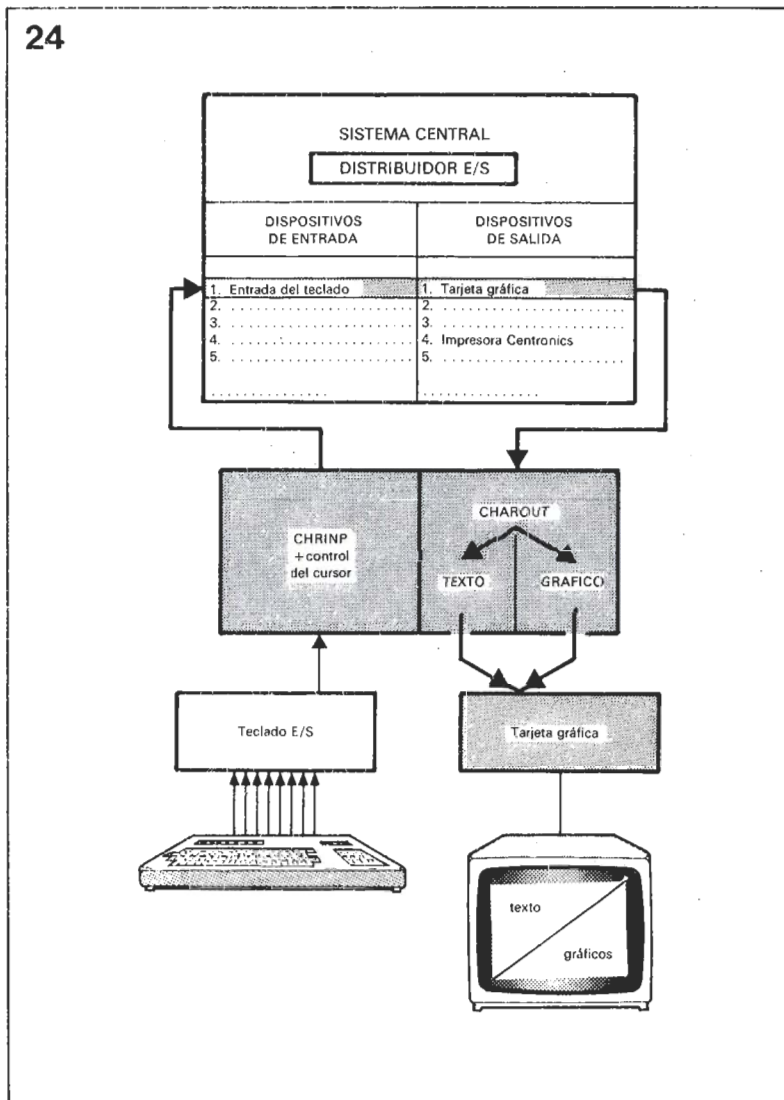 24
SISTEMA CENTRAL
DISTRIBUIDOR E/S
DISPOSITIVOS
DE ENTRADA
DISPOSITIVOS
DE SALIDA
1. Entrada del teclado
2. . . . . . . . . . . . . . . . . . . . .
3. . . . . . . . . . . . . . . . . . . . .
4. . . . . . . . . . . . . . . . . . . . .
5. . . . . . . . . . . . . . . . . . . . .
. . . . . . . . . . . . .
1. Tarjeta gráfica
2. . . . . . . . . . . . . . . . . . . . .
3. . . . . . . . . . . . . . . . . . . . .
4. Impresora Centronics
5. . . . . . . . . . . . . . . . . . . . .
. . . . . . . . . . . . .
CHRINP
+ control
del cursor
CHAROUT
TEXTO
GRAFICO
Teclado E/S
Tarjeta gráfica
texto
gráficos